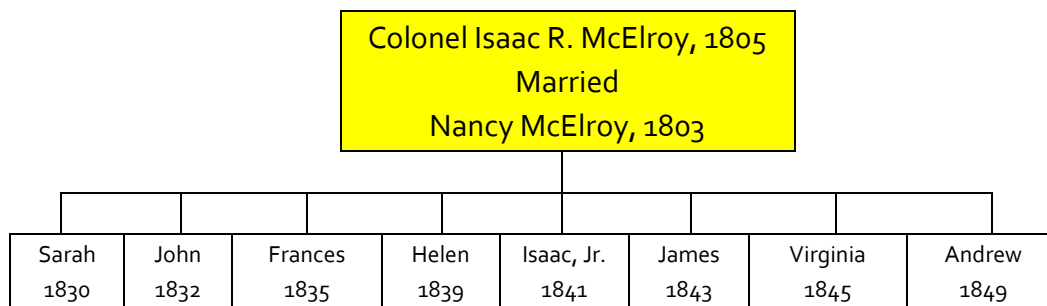 Colonel Isaac R. McElroy, 1805
Married
Nancy McElroy, 1803
Sarah
1830
John
1832
Frances
1835
Helen
1839
Isaac, Jr.
1841
James
1843
Virginia
1845
Andrew
1849